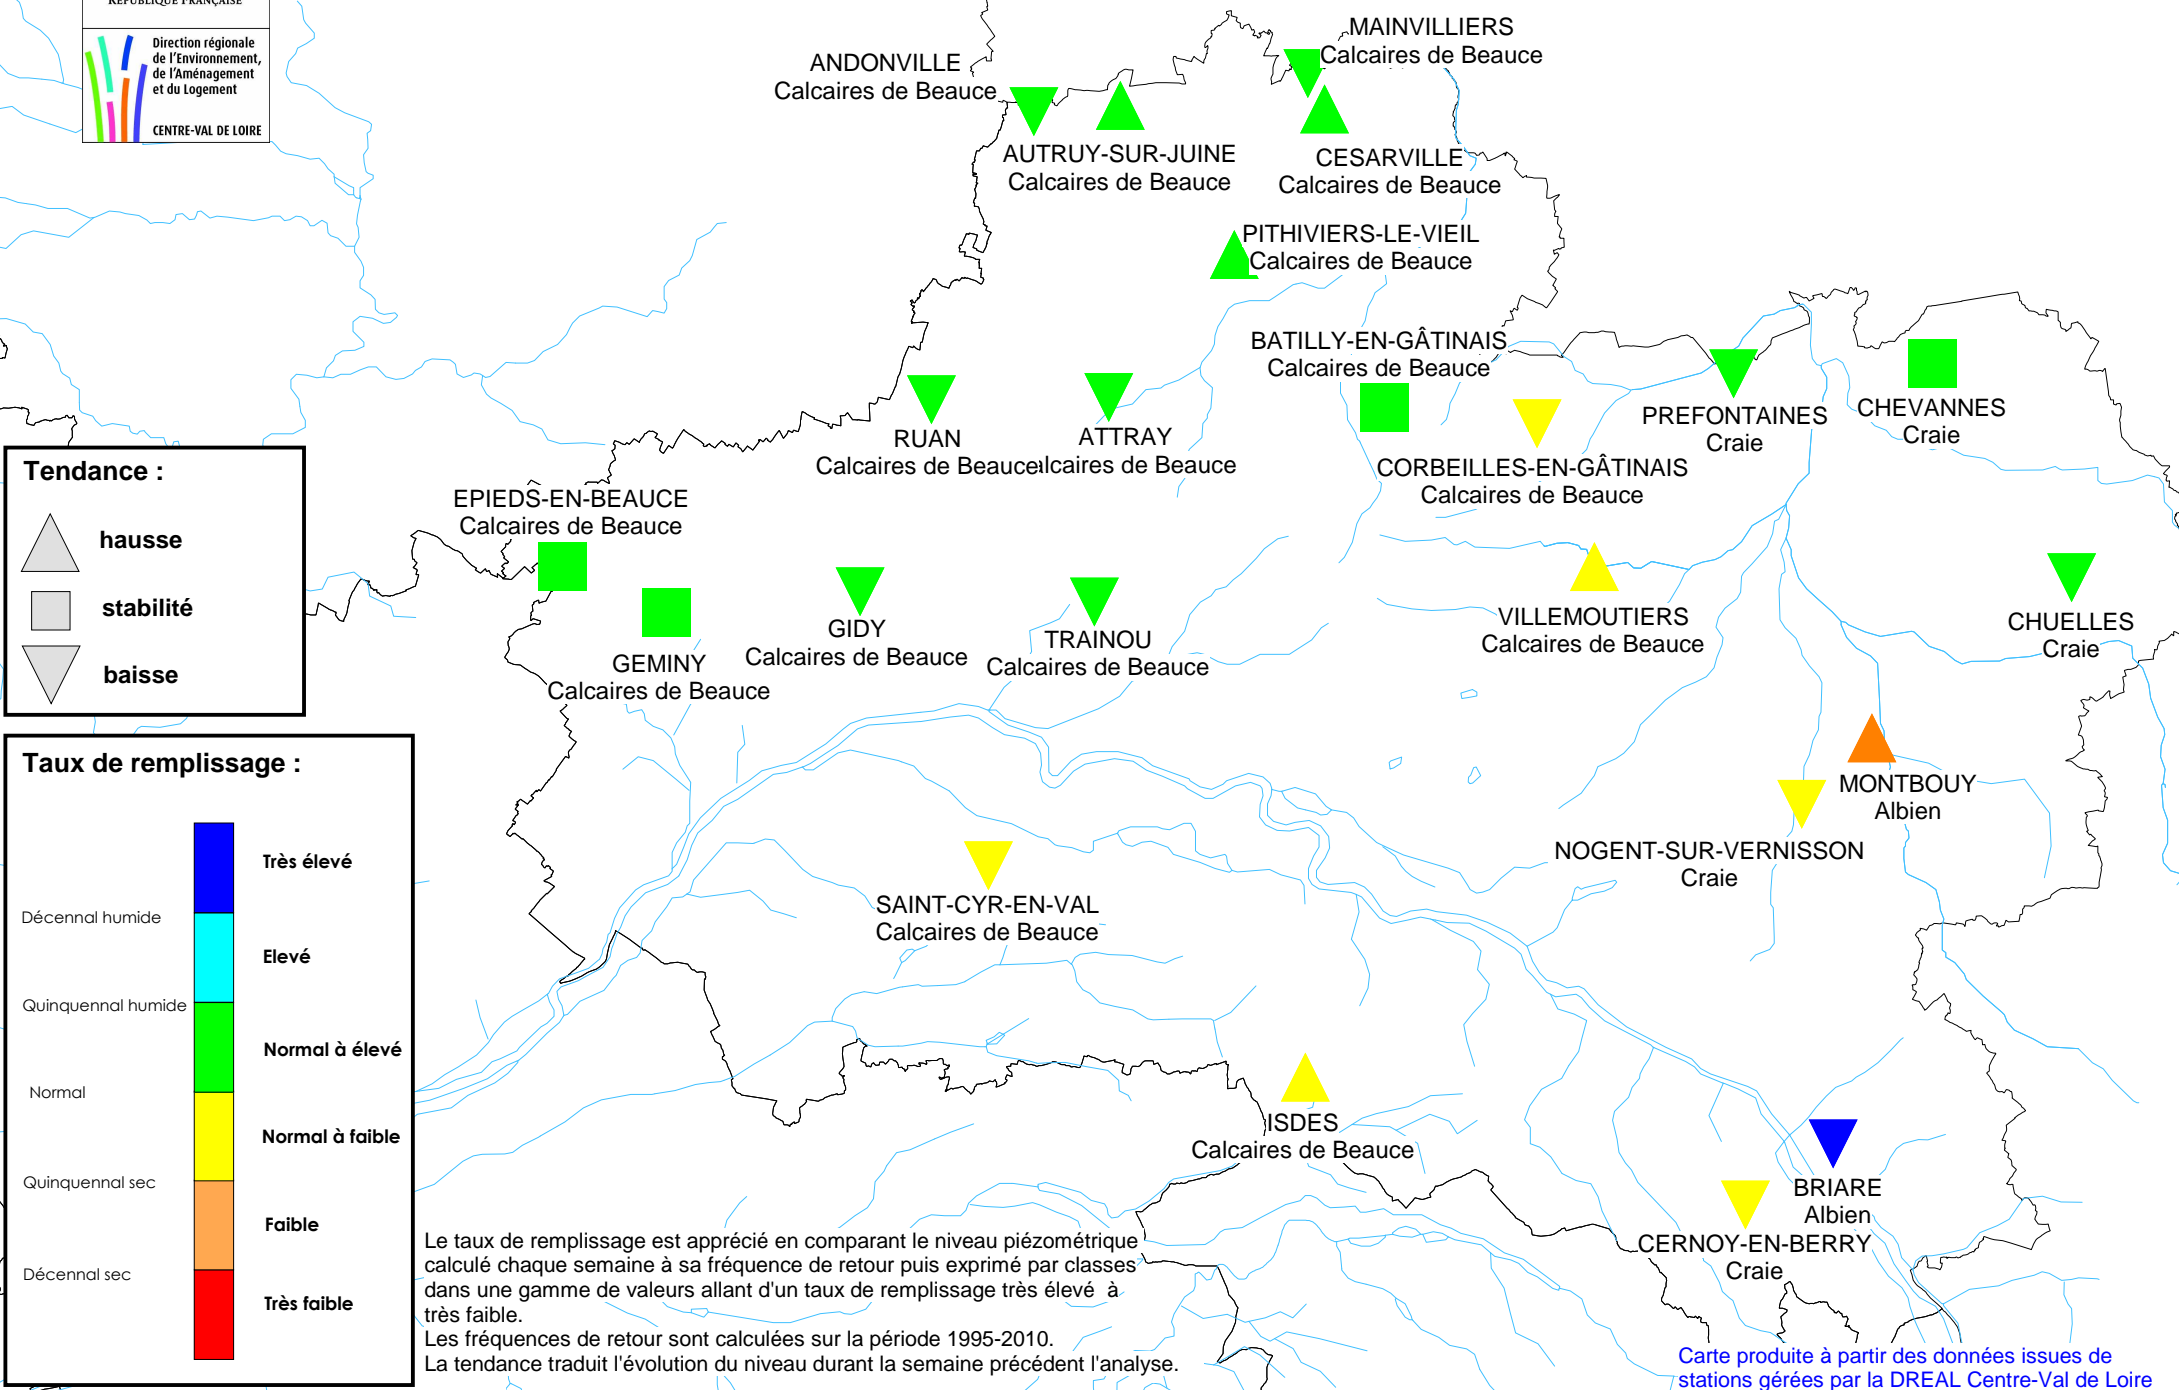 RÉPUBLIQUE FRANÇAISE
Direction régionale
de l'Environnement,
de l'Aménagement
et du Logement
CENTRE-VAL DE LOIRE
MAINVILLIERS
Calcaires de Beauce
ANDONVILLE
Calcaires de Beauce
AUTRUY-SUR-JUINE
Calcaires de Beauce
CESARVILLE
Calcaires de Beauce
PITHIVIERS-LE-VIEIL
Calcaires de Beauce
BATILLY-EN-GÂTINAIS
Calcaires de Beauce
PREFONTAINES
Craie
CHEVANNES
Craie
RUAN
Calcaires de Beauce
ATTRAY
alcaires de Beauce
CORBEILLES-EN-GÂTINAIS
Calcaires de Beauce
EPIEDS-EN-BEAUCE
Calcaires de Beauce
GEMINY
Calcaires de Beauce
GIDY
Calcaires de Beauce
TRAINOU
Calcaires de Beauce
VILLEMOUTIERS
Calcaires de Beauce
CHUELLES
Craie
MONTBOUY
Albien
NOGENT-SUR-VERNISSON
Craie
SAINT-CYR-EN-VAL
Calcaires de Beauce
ISDES
Calcaires de Beauce
BRIARE
Albien
CERNOY-EN-BERRY
Craie
Tendance :
hausse
stabilité
baisse
Taux de remplissage :
Très élevé
Décennal humide
Elevé
Quinquennal humide
Normal à élevé
Normal
Normal à faible
Quinquennal sec
Faible
Décennal sec
Très faible
Le taux de remplissage est apprécié en comparant le niveau piézométrique
calculé chaque semaine à sa fréquence de retour puis exprimé par classes
dans une gamme de valeurs allant d'un taux de remplissage très élevé à
très faible.
Les fréquences de retour sont calculées sur la période 1995-2010.
La tendance traduit l'évolution du niveau durant la semaine précédent l'analyse.
Carte produite à partir des données issues de
stations gérées par la DREAL Centre-Val de Loire